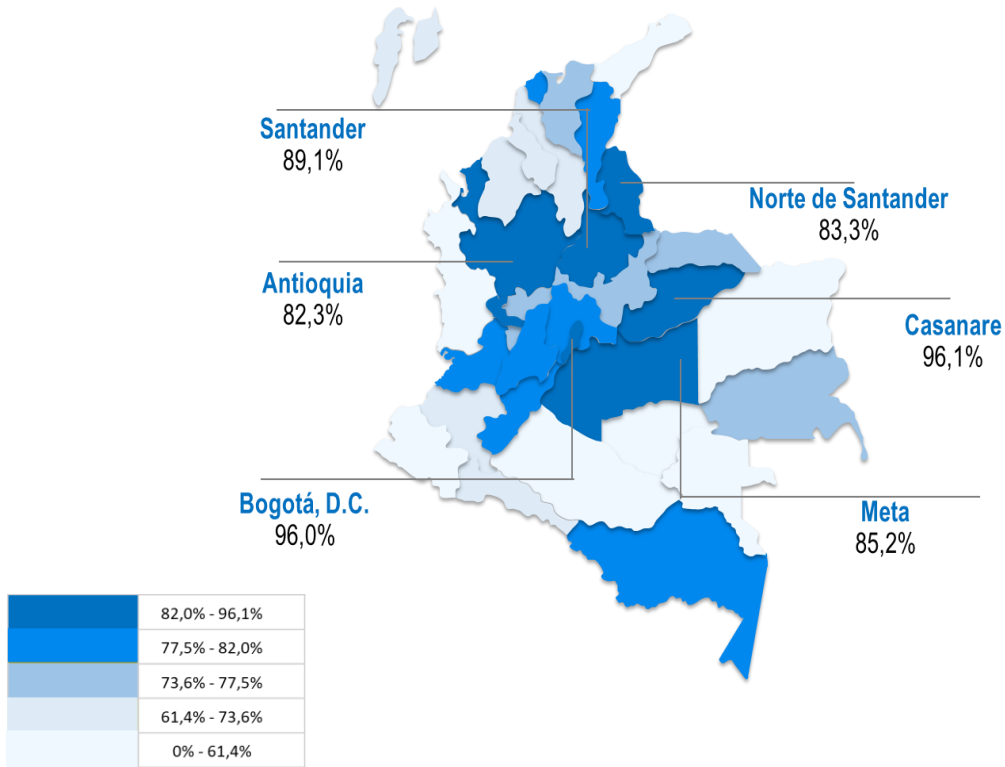 Santander
89,1%
Norte de Santander
83,3%
Antioquia
82,3%
Casanare
96,1%
Bogotá, D.C.
96,0%
Meta
85,2%
82,0% - 96,1%
77,5% - 82,0%
73,6% - 77,5%
61,4% - 73,6%
0% - 61,4%